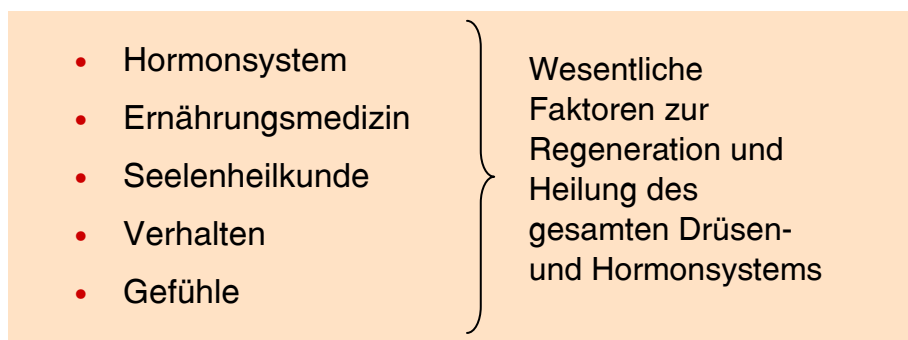 • Hormonsystem
• Ernährungsmedizin
• Seelenheilkunde
• Verhalten
• Gefühle
Wesentliche
Faktoren zur
Regeneration und
Heilung des
gesamten Drüsen-
und Hormonsystems